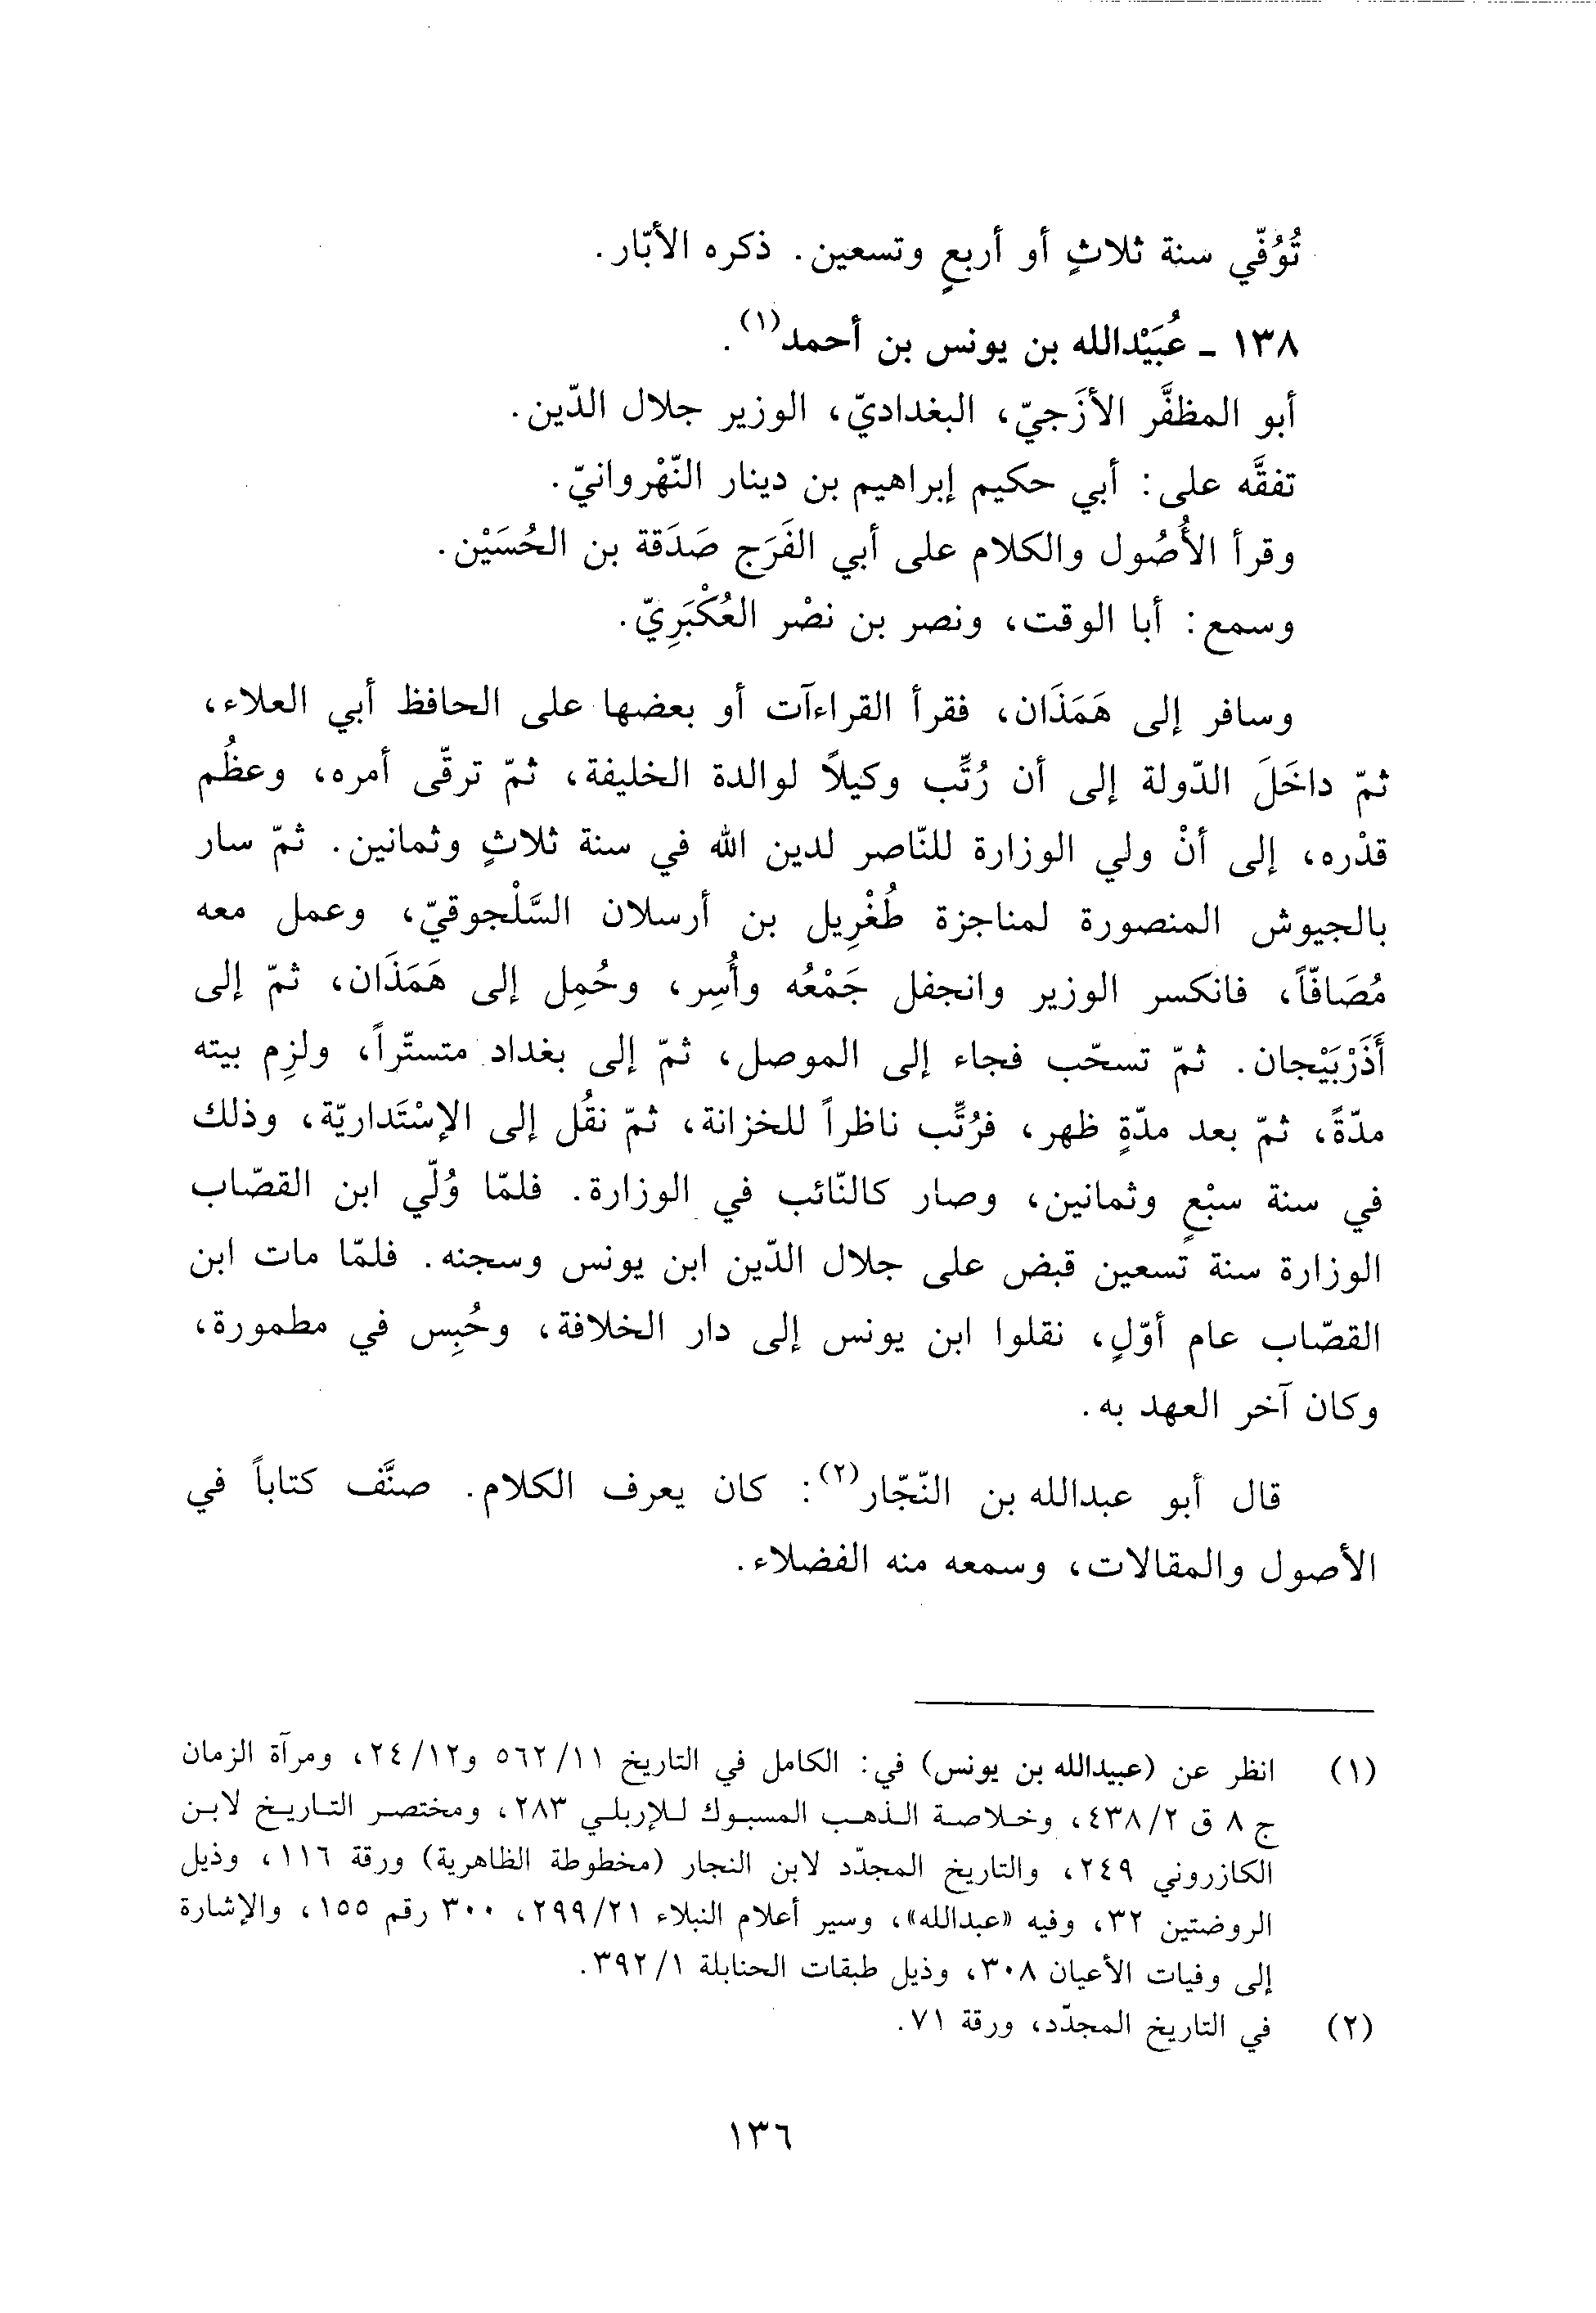 تُوُفّي سنة ثلاثٍ أو أربعٍ وتسعين. ذكره الأبّار.
١٣٨ ـ عُبَيْدالله بن يونس بن أحمد(١).
أبو المظفَّر الأزَجيّ، البغداديّ، الوزير جلال الدّين.
تفقَّه على: أبي حكيم إبراهيم بن دينار النّهْروانيّ.
وقرأ الأُصُول والكلام على أبي الفَرَج صَدَقة بن الحُسَيْن.
وسمع: أبا الوقت، ونصر بن نصْر العُكْبَرِيّ.
وسافر إلى هَمَذَان، فقرأ القراءآت أو بعضها على الحافظ أبي العلاء،
ثمّ داخَلَ الدّولة إلى أن رُتِّب وكيلاً لوالدة الخليفة، ثمّ ترقّى أمره، وعظُم
قدْره، إلى أنْ ولي الوزارة للنّاصر لدين الله في سنة ثلاثٍ وثمانين. ثمّ سار
بالجيوش المنصورة لمناجزة طُغْرِيل بن أرسلان السَّلْجوقيّ، وعمل معه
مُصَافّاً، فانكسر الوزير وانجفل جَمْعُه وأُسِر، وحُمِل إلى هَمَذَان، ثمّ إلى
أَذَرْبَيْجان. ثمّ تسحّب فجاء إلى الموصل، ثمّ إلى بغداد متستّراً، ولزِم بيته
مدّةً، ثمّ بعد مدّةٍ ظهر، فرُتِّب ناظراً للخزانة، ثمّ نقُل إلى الإسْتَداريّة، وذلك
في سنة سبْعٍ وثمانين، وصار كالنّائب في الوزارة. فلمّا وُلّي ابن القصّاب
الوزارة سنة تسعين قبض على جلال الدّين ابن يونس وسجنه. فلمّا مات ابن
القصّاب عام أوّلٍ، نقلوا ابن يونس إلى دار الخلافة، وحُبِس في مطمورة،
وكان آخر العهد به.
قال أبو عبدالله بن النّجّار(٢): كان يعرف الكلام. صنَّف كتاباً في
الأصول والمقالات، وسمعه منه الفضلاء.
(١) انظر عن (عبيدالله بن يونس) في: الكامل في التاريخ ٥٦٢/١١ و٢٤/١٢، ومرآة الزمان
ج ٨ ق ٤٣٨/٢، وخلاصة الذهب المسبوك للإربلي ٢٨٣، ومختصر التاريخ لابن
الكازروني ٢٤٩، والتاريخ المجدّد لابن النجار (مخطوطة الظاهرية) ورقة ١١٦، وذيل
الروضتين ٣٢، وفيه «عبدالله»، وسير أعلام النبلاء ٢٩٩/٢١، ٣٠٠ رقم ١٥٥، والإشارة
إلى وفيات الأعيان ٣٠٨، وذيل طبقات الحنابلة ٣٩٢/١.
(٢) في التاريخ المجدّد، ورقة ٧١.
١٣٦